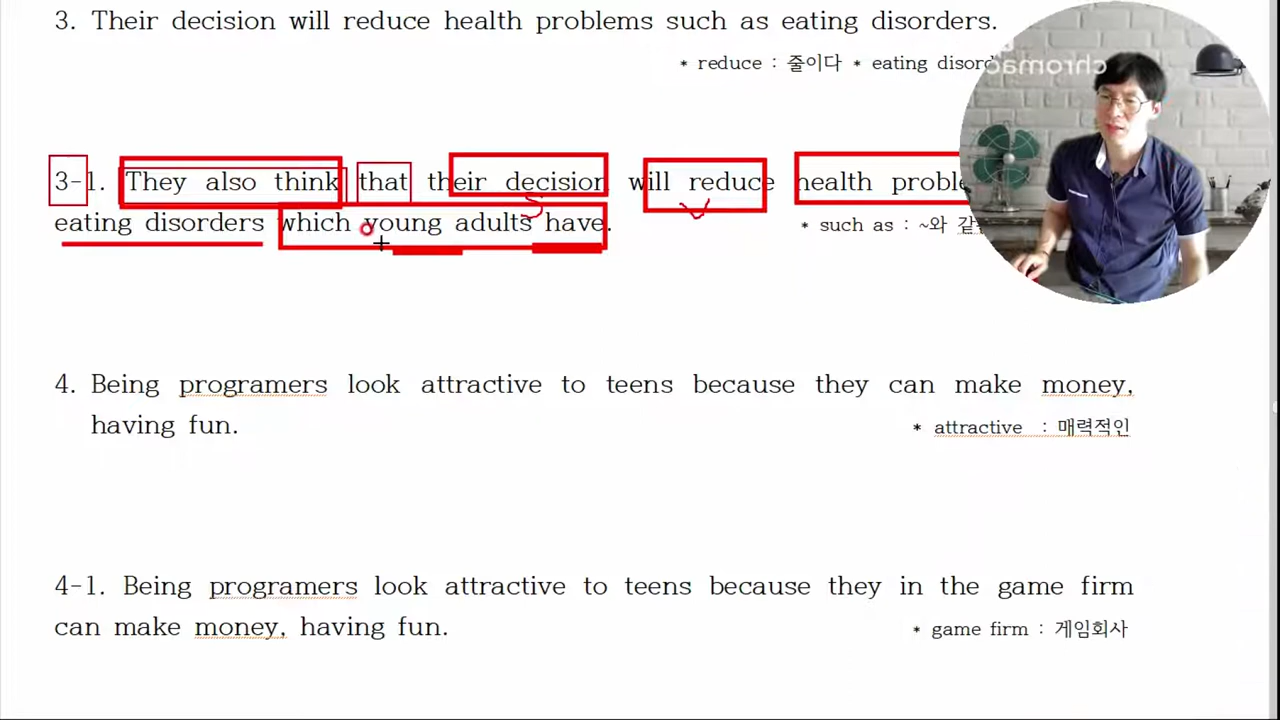 3. Their decision will reduce health problems such as eating disorders.
* reduce : 줄이다 * eating
chromac
3-1. They also think that their decision will reduce health
eating disorders which young adults have.
* such as : ~와
4. Being programers look attractive to teens because they can make money,
having fun.
* attractive : 매력적인
4-1. Being programers look attractive to teens because they in the game firm
can make money, having fun.
* game firm : 게임회사